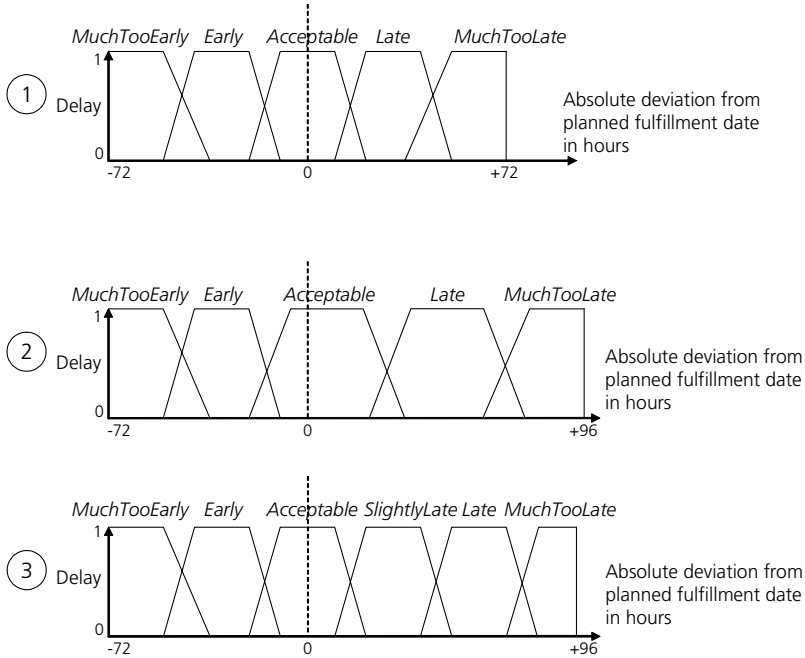 MuchTooEarly Early Acceptable Late MuchTooLate
1
1
Delay
Absolute deviation from
planned fulfillment date
in hours
0
-72 0 +72
MuchTooEarly Early Acceptable Late MuchTooLate
1
2
Delay
Absolute deviation from
planned fulfillment date
in hours
0
-72 0 +96
MuchTooEarly Early Acceptable SlightlyLate Late MuchTooLate
1
3
Delay
Absolute deviation from
planned fulfillment date
in hours
0
-72 0 +96